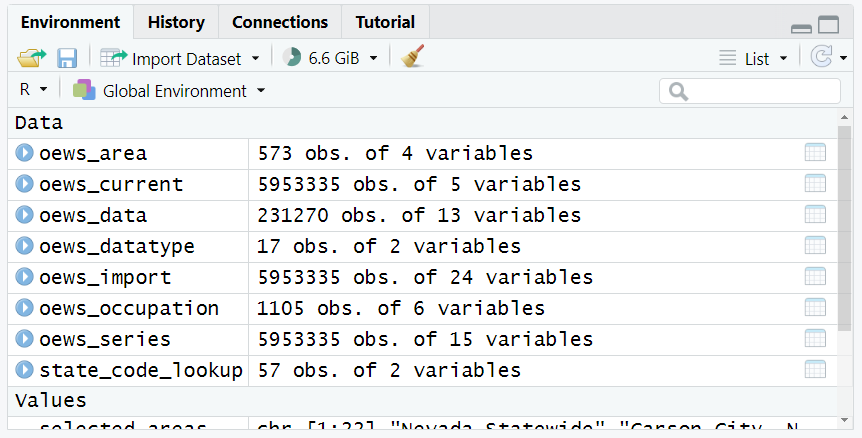 Environment History Connections Tutorial
Import Dataset 6.6 GiB List
R Global Environment
Data
oews_area 573 obs. of 4 variables
oews_current 5953335 obs. of 5 variables
oews_data 231270 obs. of 13 variables
oews_datatype 17 obs. of 2 variables
oews_import 5953335 obs. of 24 variables
oews_occupation 1105 obs. of 6 variables
oews_series 5953335 obs. of 15 variables
state_code_lookup 57 obs. of 2 variables
Values
selected_areas chr [1:22] "Nevada Statewide" "Carson City, N